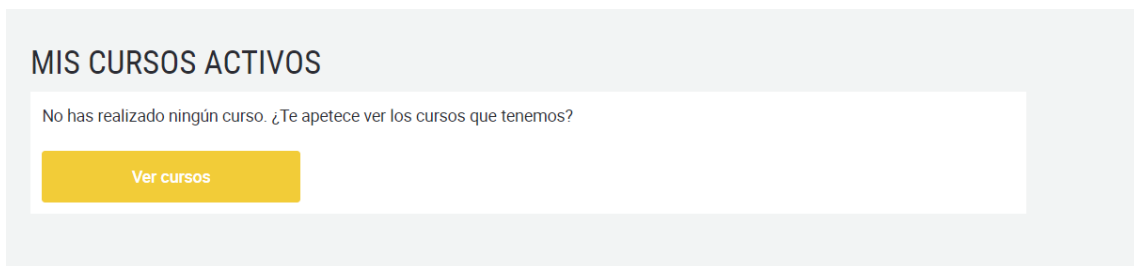 MIS CURSOS ACTIVOS
No has realizado ningún curso. ¿Te apetece ver los cursos que tenemos?
Ver cursos